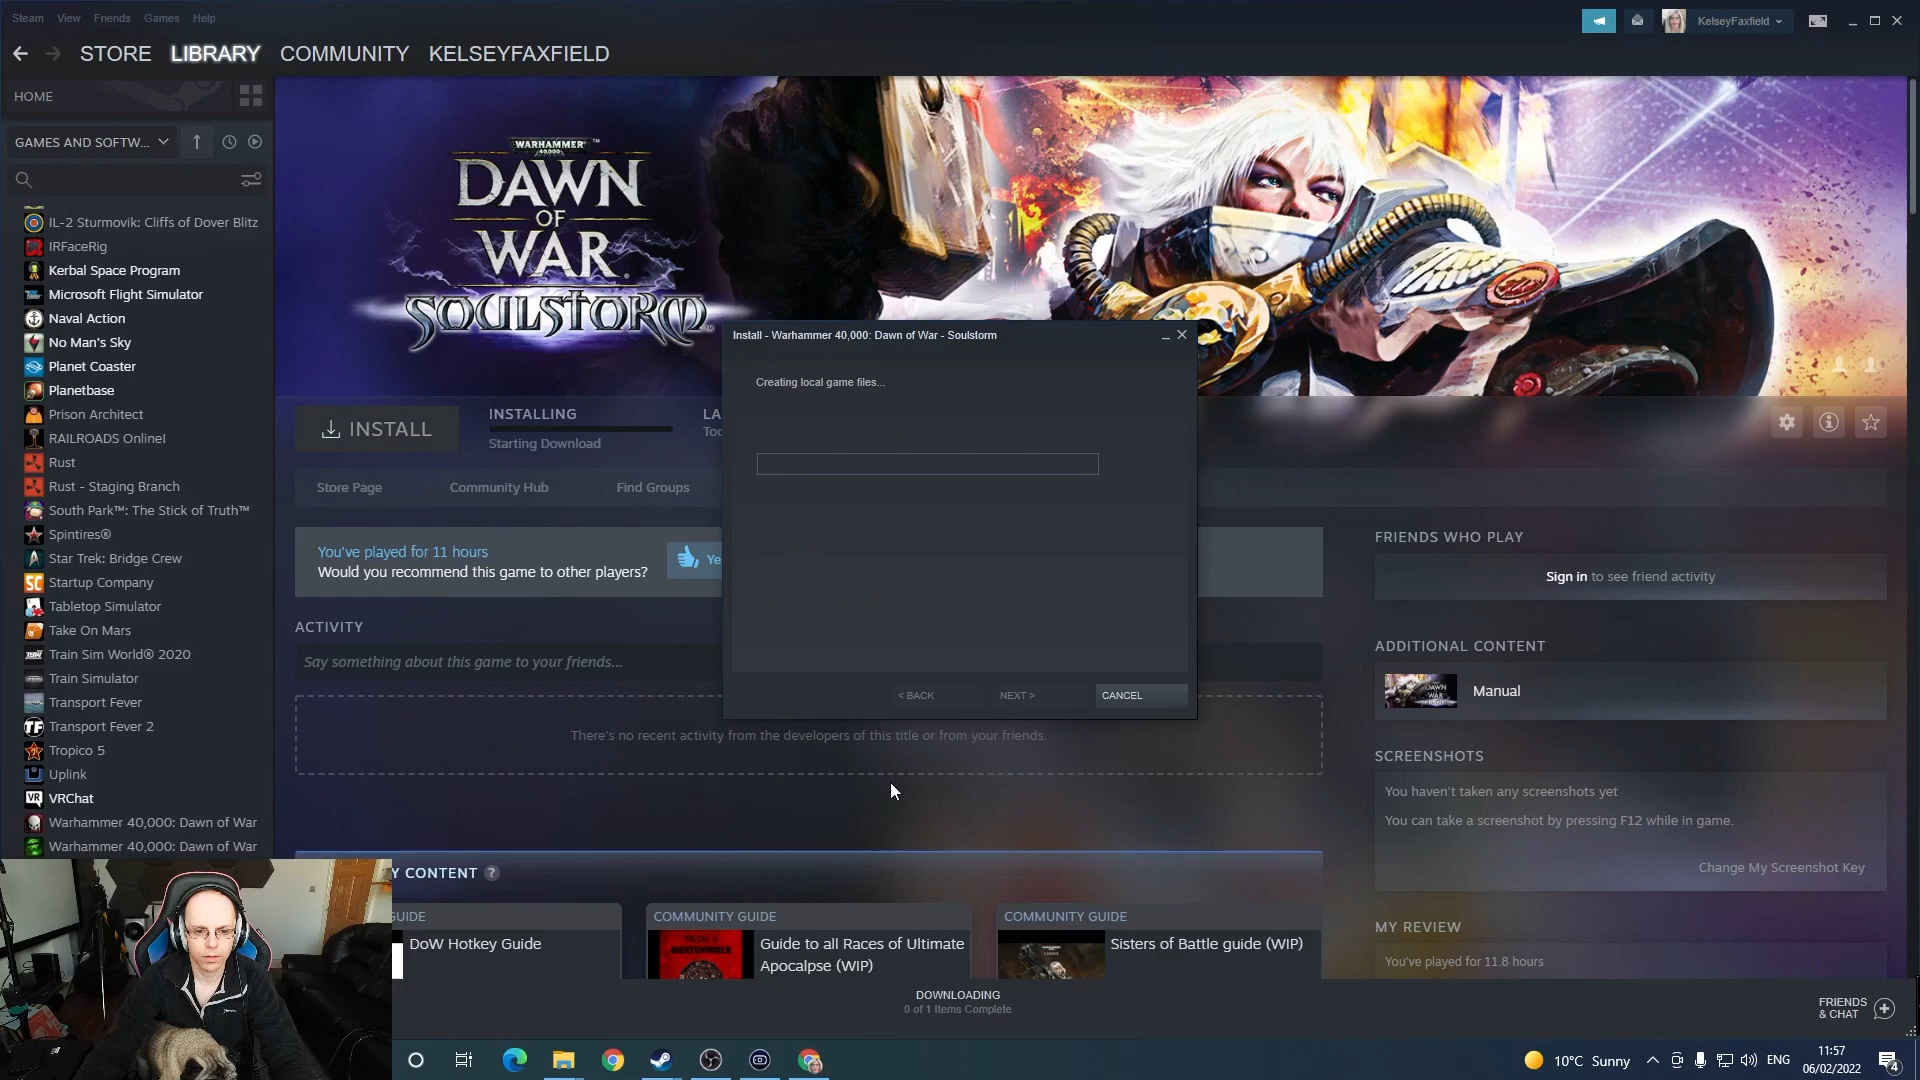 Steam View Friends Games Help
KelseyFaxfield
STORE LIBRARY COMMUNITY KELSEYFAXFIELD
HOME
GAMES AND SOFTW...
IL-2 Sturmovik: Cliffs of Dover Blitz
IRFaceRig
Kerbal Space Program
Microsoft Flight Simulator
Naval Action
No Man's Sky
Planet Coaster
Planetbase
Prison Architect
RAILROADS Online!
Rust
Rust - Staging Branch
South Park™: The Stick of Truth™
Spintires®
Star Trek: Bridge Crew
Startup Company
Tabletop Simulator
Take On Mars
Train Sim World® 2020
Train Simulator
Transport Fever
Transport Fever 2
Tropico 5
Uplink
VRChat
Warhammer 40,000: Dawn of War
Warhammer 40,000: Dawn of War
WARHAMMER™
40,000
DAWN
OF
WAR
SOULSTORM™
Install - Warhammer 40,000: Dawn of War - Soulstorm
Creating local game files...
< BACK NEXT > CANCEL
INSTALL
INSTALLING
Starting Download
LA
Store Page Community Hub Find Groups
You've played for 11 hours
Would you recommend this game to other players?
Ye
ACTIVITY
Say something about this game to your friends...
There's no recent activity from the developers of this title or from your friends.
Y CONTENT ?
GUIDE
DoW Hotkey Guide
COMMUNITY GUIDE
Guide to all Races of Ultimate
Apocalpse (WIP)
COMMUNITY GUIDE
Sisters of Battle guide (WIP)
FRIENDS WHO PLAY
Sign in to see friend activity
ADDITIONAL CONTENT
DAWN
WAR
Manual
SCREENSHOTS
You haven't taken any screenshots yet
You can take a screenshot by pressing F12 while in game.
Change My Screenshot Key
MY REVIEW
You've played for 11.8 hours
DOWNLOADING
0 of 1 Items Complete
FRIENDS
& CHAT
10°C Sunny
ENG
11:57
06/02/2022
4